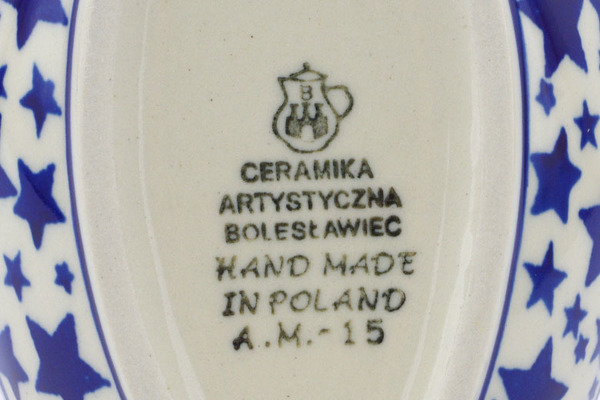 B
CERAMIKA
ARTYSTYCZNA
BOLESŁAWIEC
HAND MADE
IN POLAND
A.M.-15